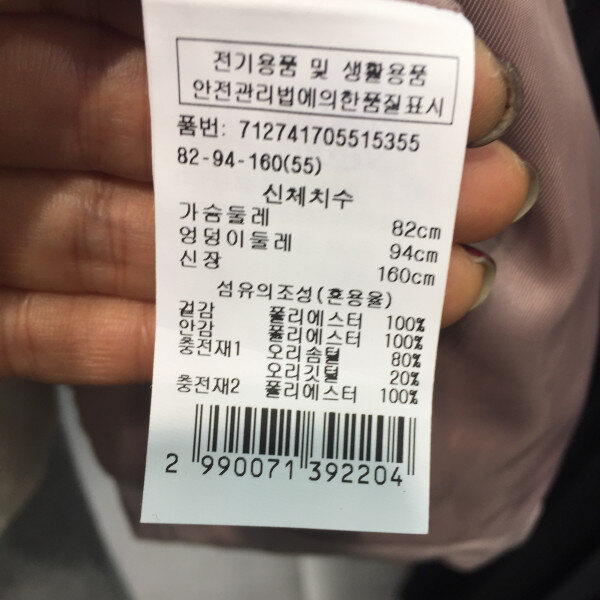 전기용품 및 생활용품
안전관리법에의한품질표시
품번: 712741705515355
82-94-160(55)
신체치수
가슴둘레 82cm
엉덩이둘레 94cm
신장 160cm
섬유의조성(혼용율)
겉감 폴리에스터 100%
안감 폴리에스터 100%
충전재1 오리솜털 80%
오리깃털 20%
충전재2 폴리에스터 100%
2 990071 392204